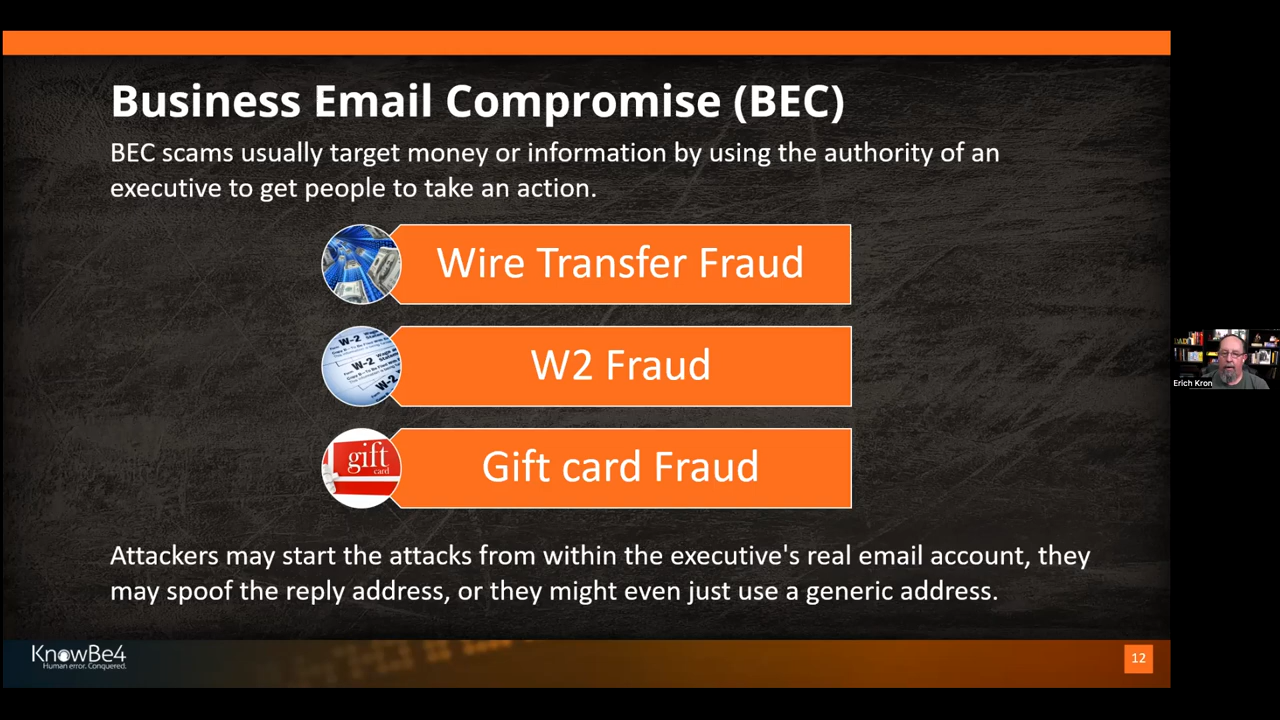 Business Email Compromise (BEC)
BEC scams usually target money or information by using the authority of an
executive to get people to take an action.
Wire Transfer Fraud
W-2
W-2
W-2
W2 Fraud
gift
card
Gift card Fraud
Attackers may start the attacks from within the executive's real email account, they
may spoof the reply address, or they might even just use a generic address.
KnowBe4
Human error. Conquered.
12
Erich Kron